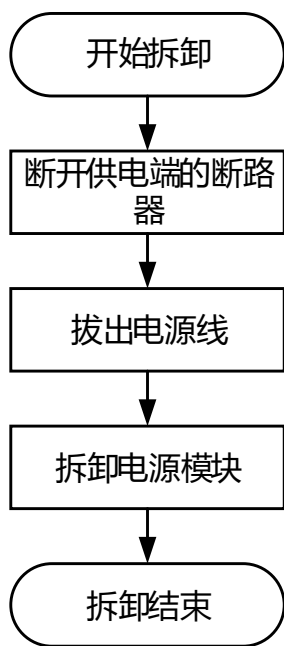 开始拆卸
断开供电端的断路
器
拔出电源线
拆卸电源模块
拆卸结束